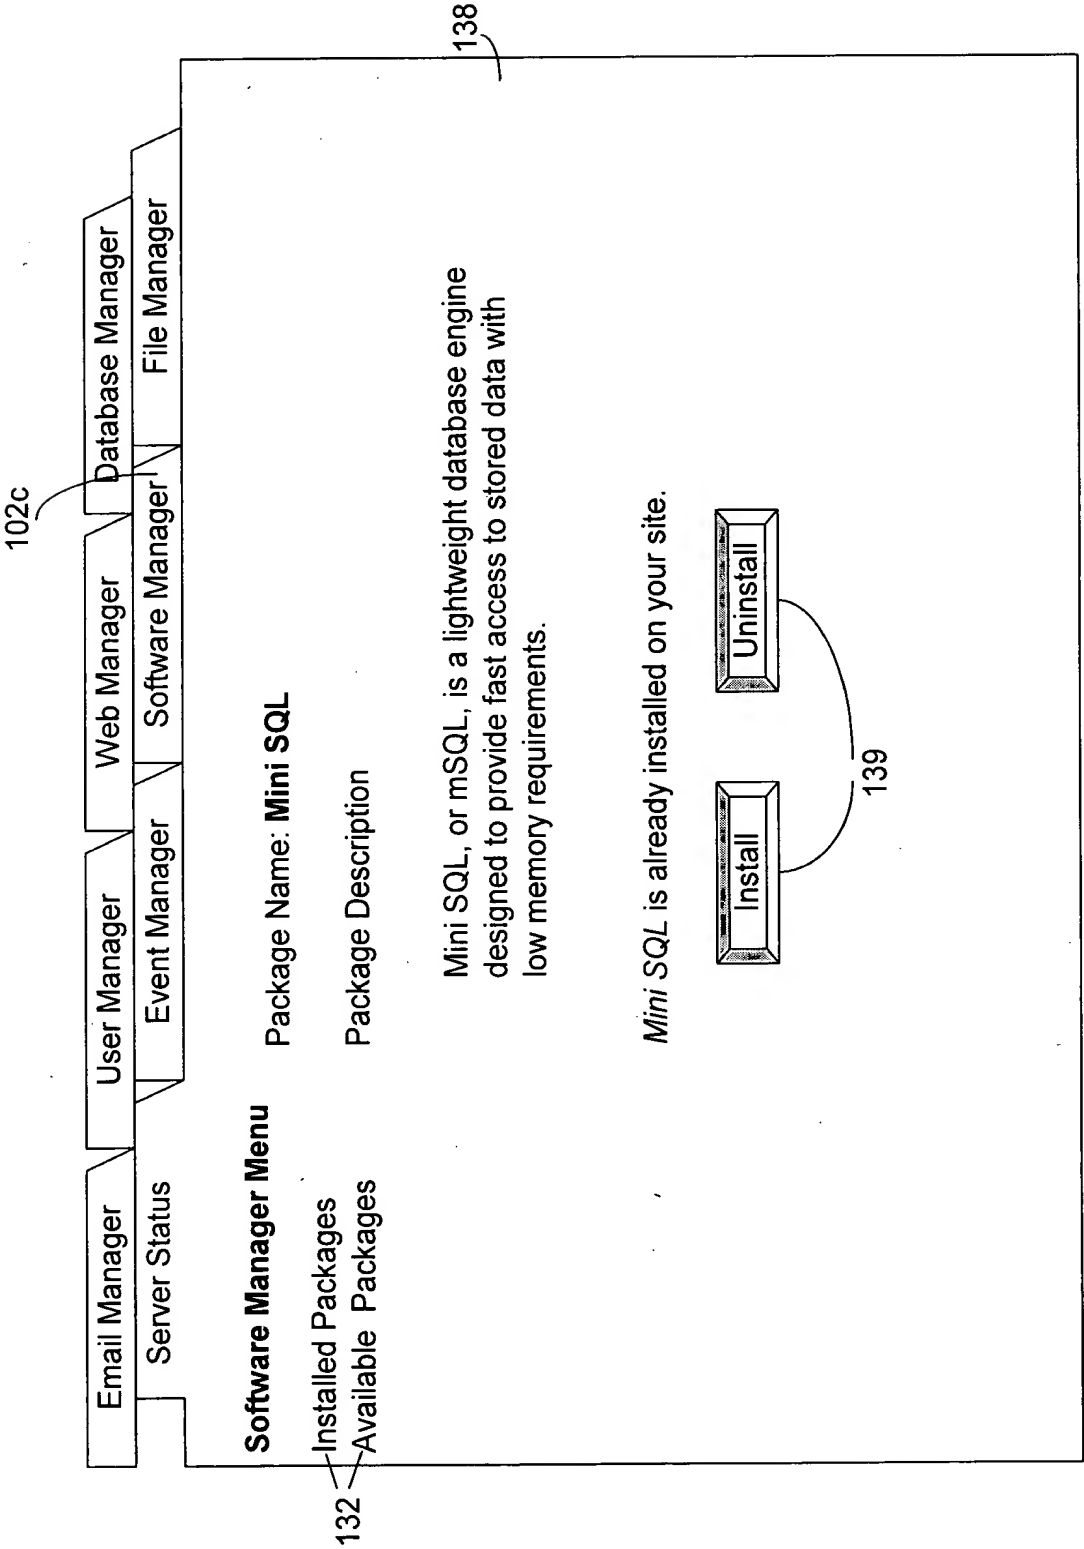 102c
138
Email Manager
User Manager
Web Manager
Database Manager
Server Status
Event Manager
Software Manager
File Manager
Software Manager Menu
Installed Packages
Available Packages
132
Package Name: Mini SQL
Package Description
Mini SQL, or mSQL, is a lightweight database engine
designed to provide fast access to stored data with
low memory requirements.
Mini SQL is already installed on your site.
Install
Uninstall
139